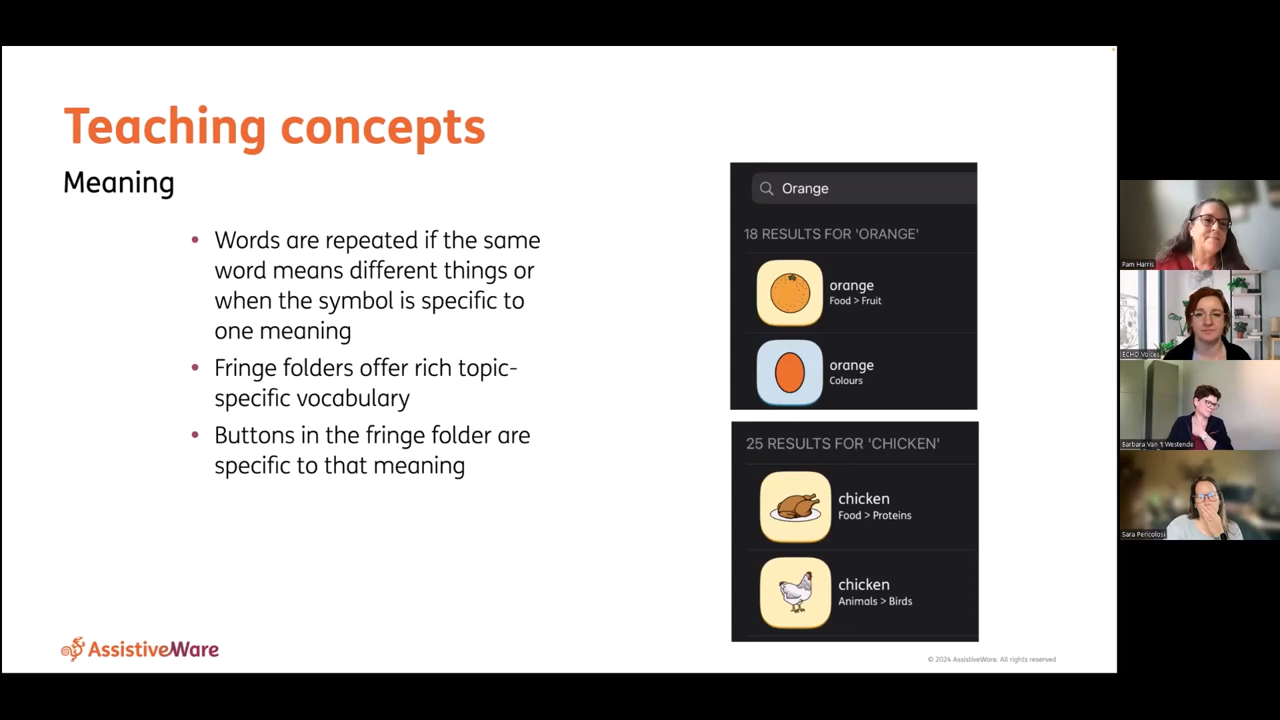 Teaching concepts
Meaning
• Words are repeated if the same
word means different things or
when the symbol is specific to
one meaning
• Fringe folders offer rich topic-
specific vocabulary
• Buttons in the fringe folder are
specific to that meaning
Orange
18 RESULTS FOR 'ORANGE'
orange
Food > Fruit
orange
Colours
25 RESULTS FOR 'CHICKEN'
chicken
Food > Proteins
chicken
Animals > Birds
AssistiveWare
© 2024 AssistiveWare. All rights reserved
Pam Harris
ECHO Voices
Barbara Van 't Westende
Sara Pericolosi